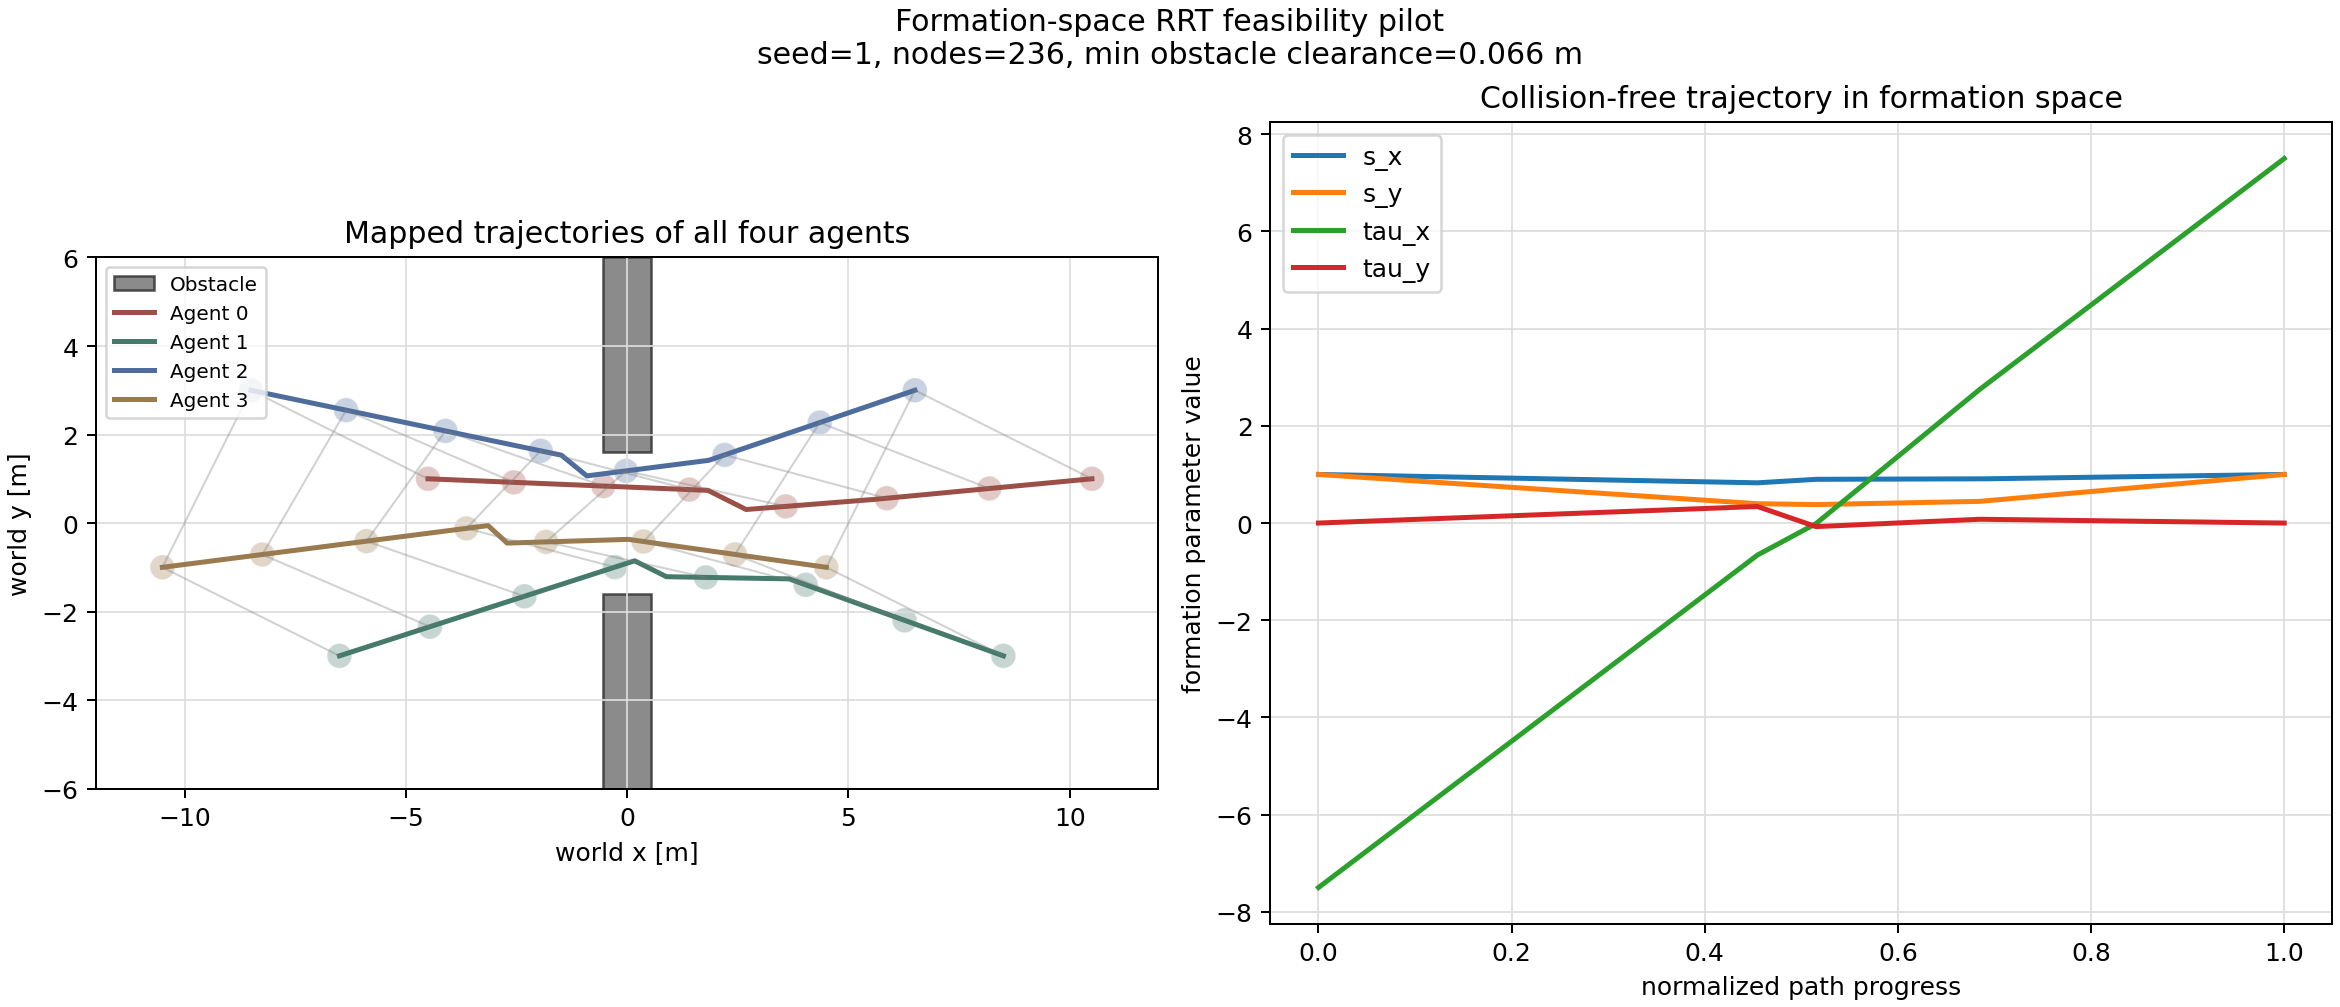 Formation-space RRT feasibility pilot
seed=1, nodes=236, min obstacle clearance=0.066 m
Mapped trajectories of all four agents
Obstacle
Agent 0
Agent 1
Agent 2
Agent 3
6
4
2
0
−2
−4
−6
−10
−5
0
5
10
world x [m]
world y [m]
Collision-free trajectory in formation space
s_x
s_y
tau_x
tau_y
8
6
4
2
0
−2
−4
−6
−8
0.0
0.2
0.4
0.6
0.8
1.0
normalized path progress
formation parameter value